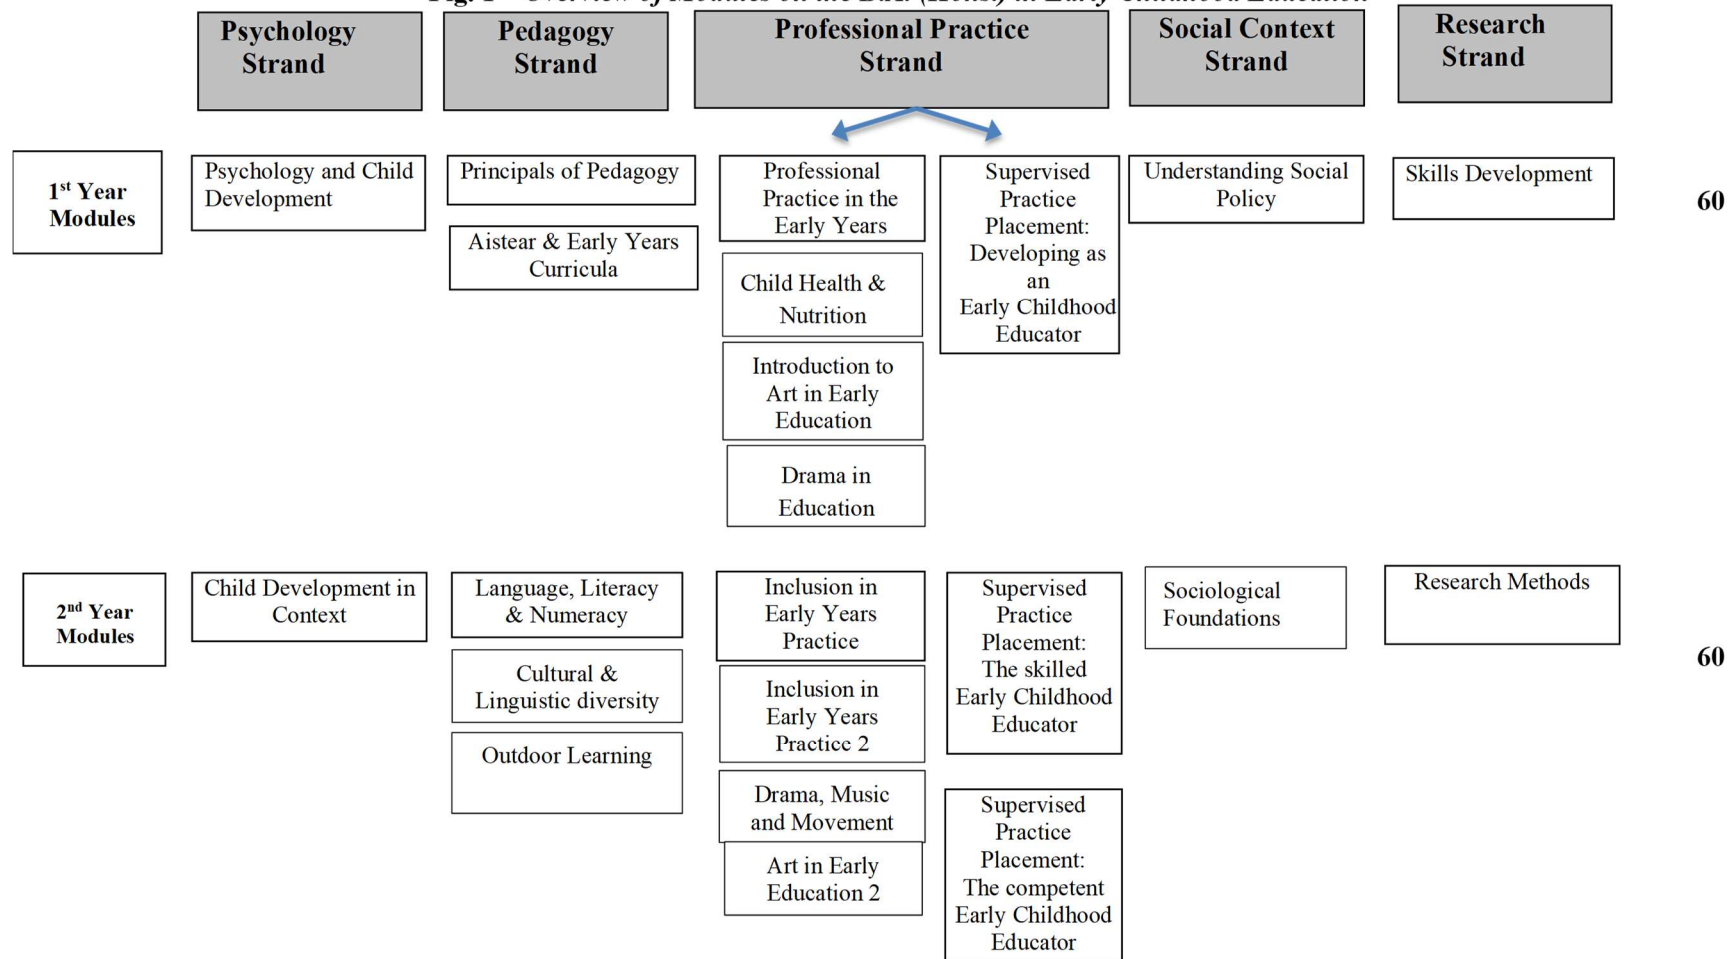 Psychology
Strand
Pedagogy
Strand
Professional Practice
Strand
Social Context
Strand
Research
Strand
1st Year
Modules
Psychology and Child
Development
Principals of Pedagogy
Aistear & Early Years
Curricula
Professional
Practice in the
Early Years
Child Health &
Nutrition
Introduction to
Art in Early
Education
Drama in
Education
Supervised
Practice
Placement:
Developing as
an
Early Childhood
Educator
Understanding Social
Policy
Skills Development
60
2nd Year
Modules
Child Development in
Context
Language, Literacy
& Numeracy
Cultural &
Linguistic diversity
Outdoor Learning
Inclusion in
Early Years
Practice
Inclusion in
Early Years
Practice 2
Drama, Music
and Movement
Art in Early
Education 2
Supervised
Practice
Placement:
The skilled
Early Childhood
Educator
Supervised
Practice
Placement:
The competent
Early Childhood
Educator
Sociological
Foundations
Research Methods
60